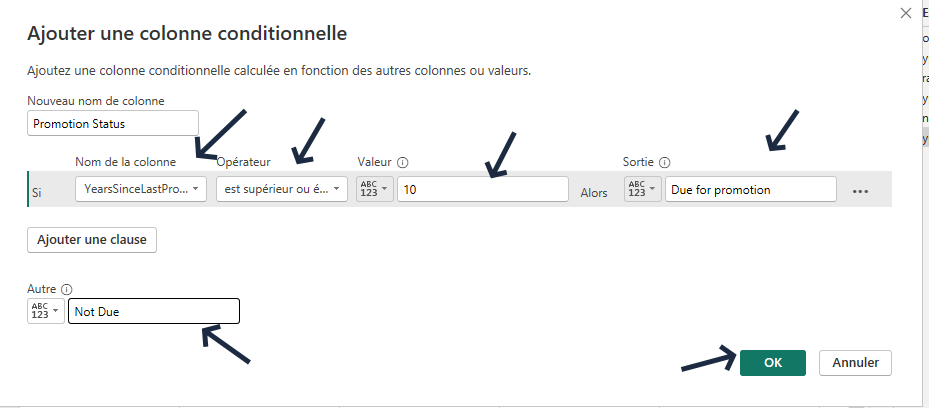 Ajouter une colonne conditionnelle
Ajoutez une colonne conditionnelle calculée en fonction des autres colonnes ou valeurs.
Nouveau nom de colonne
Promotion Status
Nom de la colonne Opérateur Valeur Sortie
Si YearsSinceLastPro... est supérieur ou é... ABC 123 10 Alors ABC 123 Due for promotion ...
Ajouter une clause
Autre
ABC 123 Not Due
OK Annuler